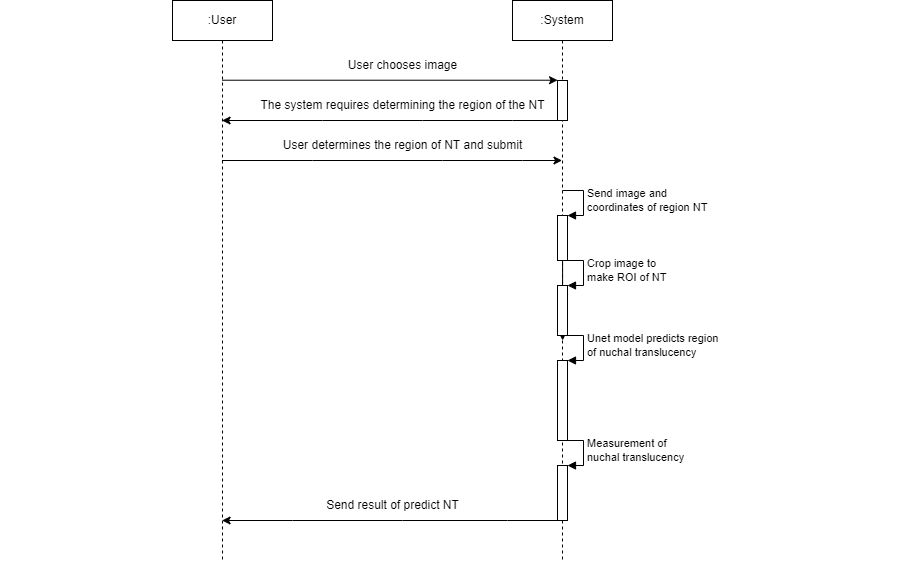 :User
:System
User chooses image
The system requires determining the region of the NT
User determines the region of NT and submit
Send image and
coordinates of region NT
Crop image to
make ROI of NT
Unet model predicts region
of nuchal translucency
Measurement of
nuchal translucency
Send result of predict NT